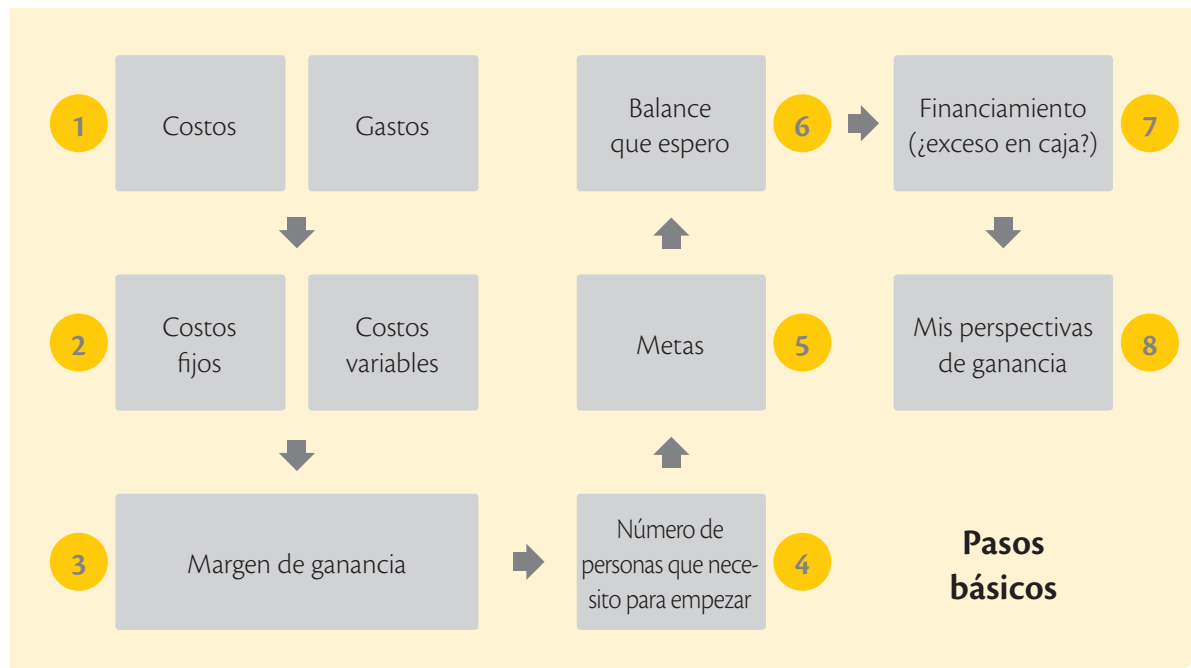 1
Costos
Gastos
2
Costos
fijos
Costos
variables
3
Margen de ganancia
Número de
personas que nece-
sito para empezar
4
Metas
5
Balance
que espero
6
Financiamiento
(¿exceso en caja?)
7
Mis perspectivas
de ganancia
8
Pasos
básicos